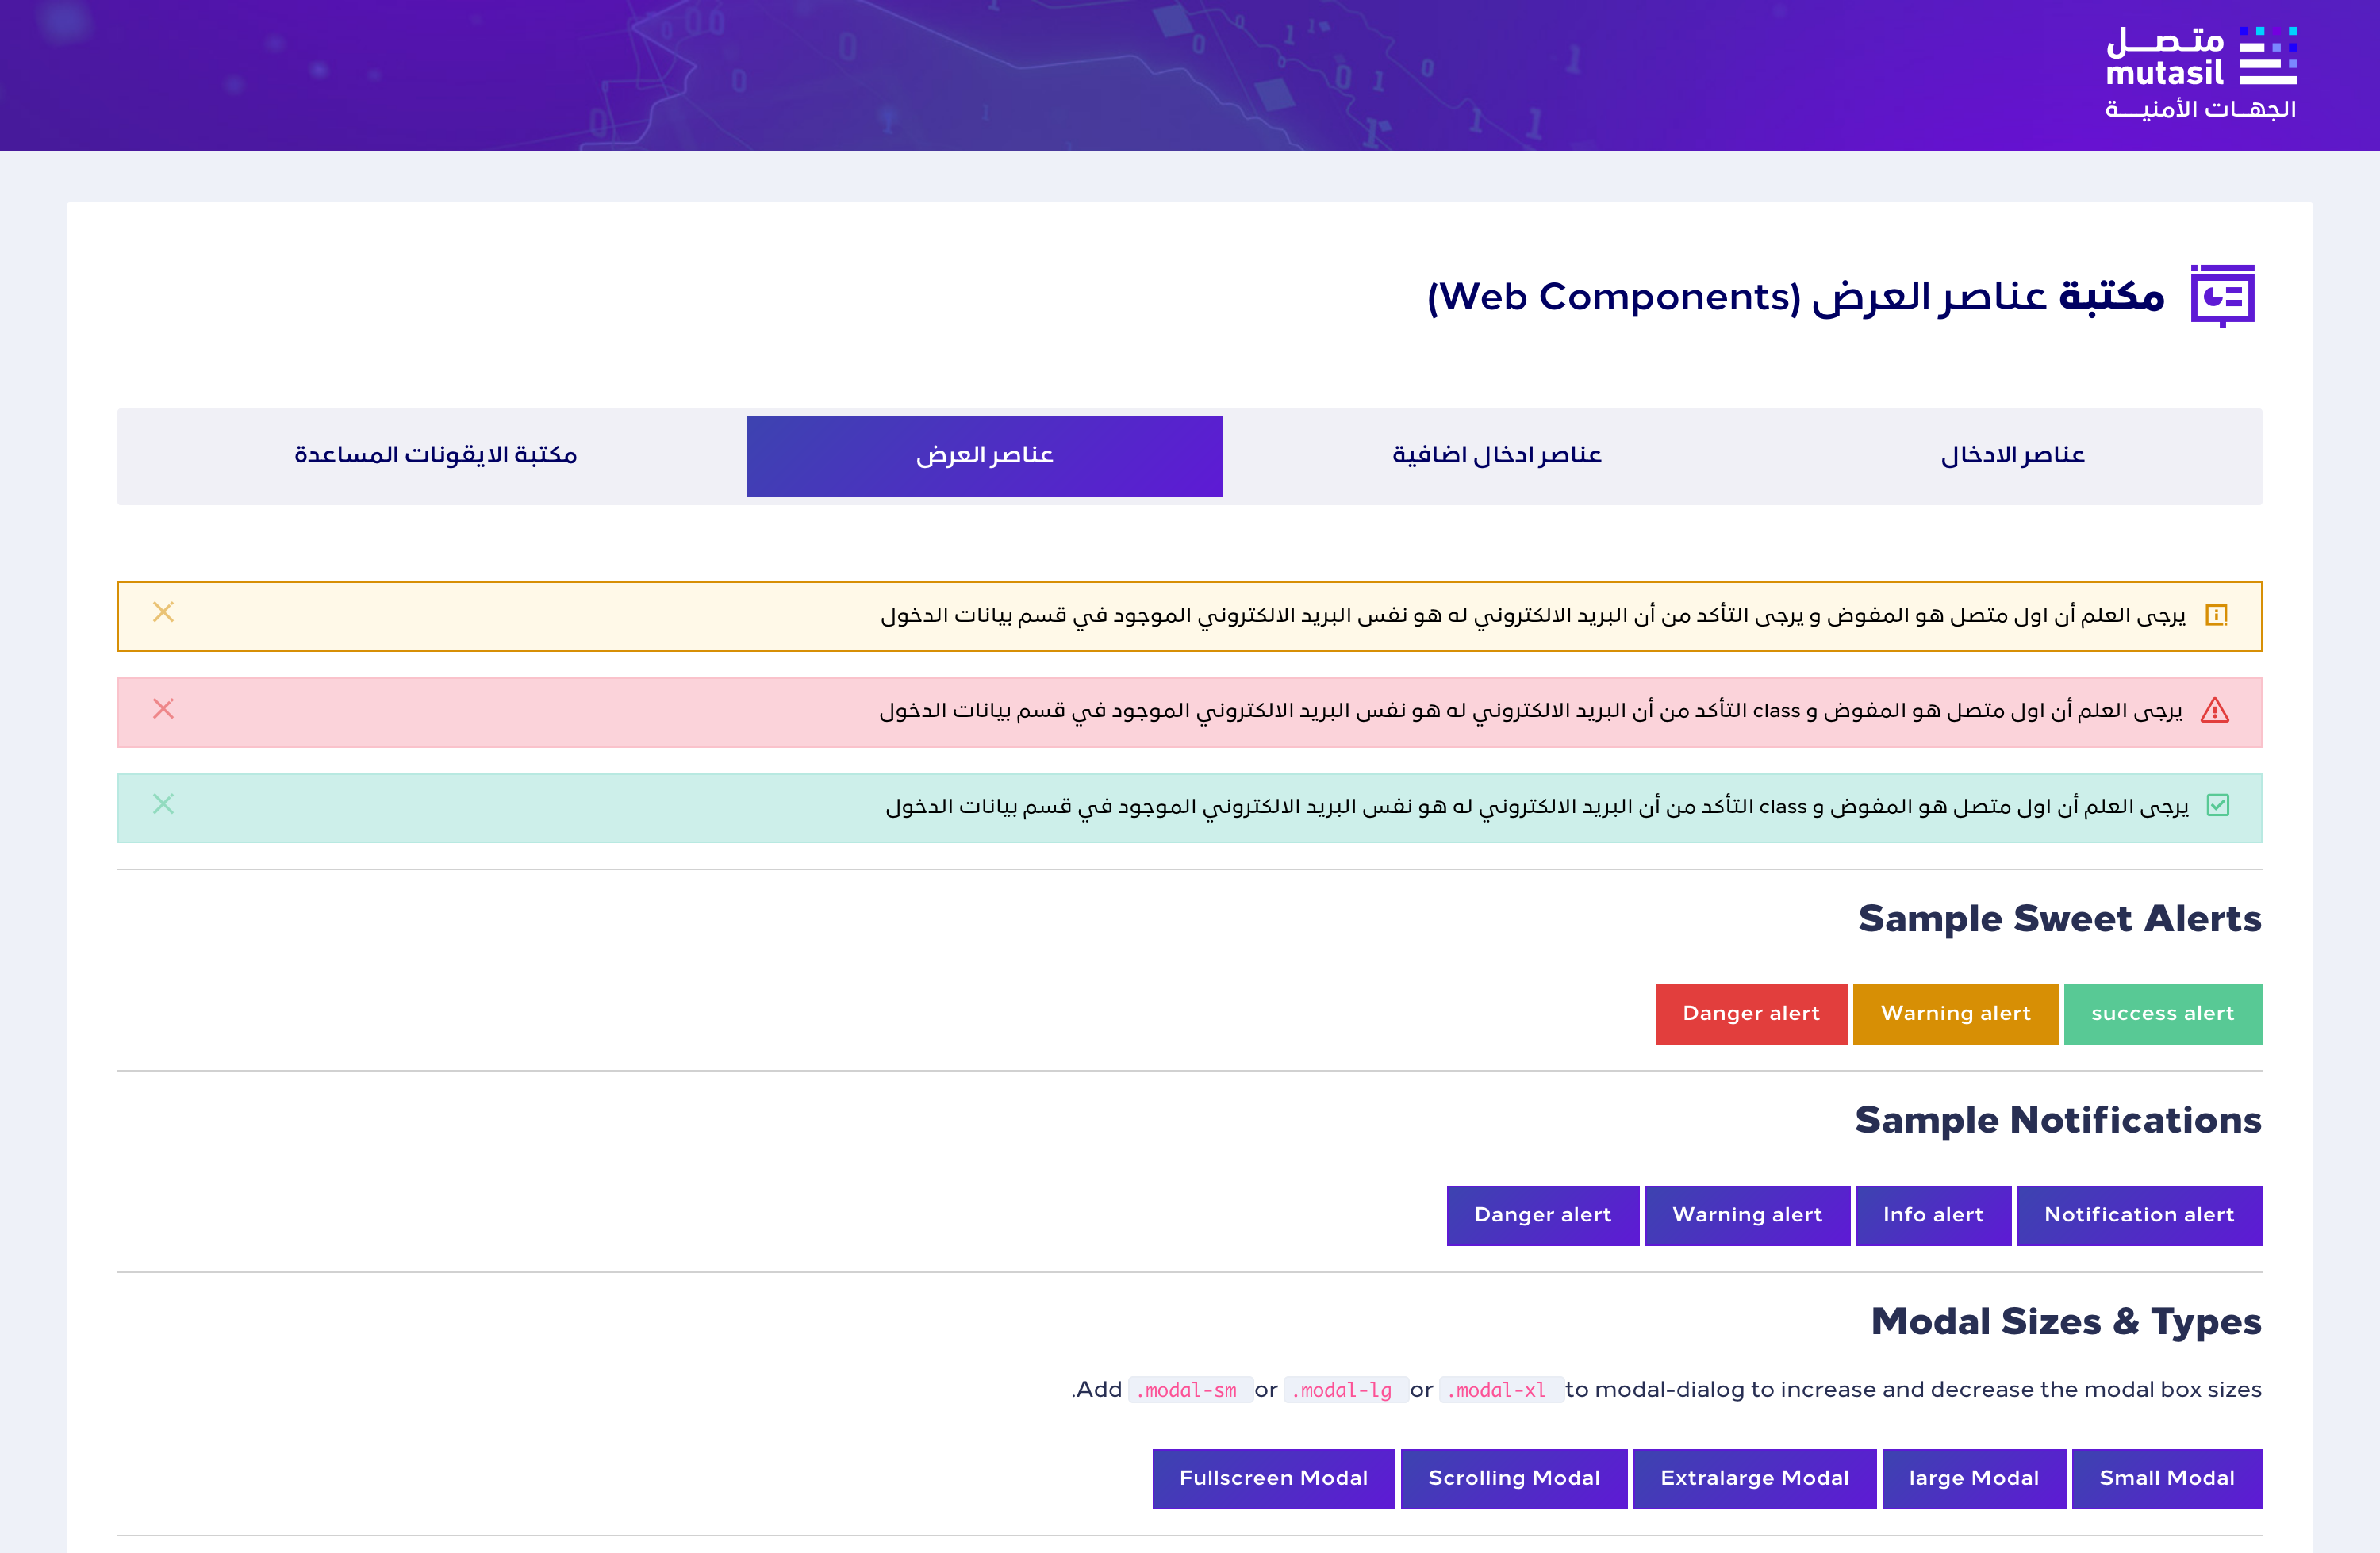 متصل
mutasil
الجهات الأمنية
مكتبة عناصر العرض (Web Components)
عناصر الادخال
عناصر ادخال اضافية
عناصر العرض
مكتبة الايقونات المساعدة
يرجى العلم أن اول متصل هو المفوض و يرجى التأكد من أن البريد الالكتروني له هو نفس البريد الالكتروني الموجود في قسم بيانات الدخول
يرجى العلم أن اول متصل هو المفوض و class التأكد من أن البريد الالكتروني له هو نفس البريد الالكتروني الموجود في قسم بيانات الدخول
يرجى العلم أن اول متصل هو المفوض و class التأكد من أن البريد الالكتروني له هو نفس البريد الالكتروني الموجود في قسم بيانات الدخول
Sample Sweet Alerts
success alert
Warning alert
Danger alert
Sample Notifications
Notification alert
Info alert
Warning alert
Danger alert
Modal Sizes & Types
.Add .modal-sm or .modal-lg or .modal-xl to modal-dialog to increase and decrease the modal box sizes
Small Modal
large Modal
Extralarge Modal
Scrolling Modal
Fullscreen Modal